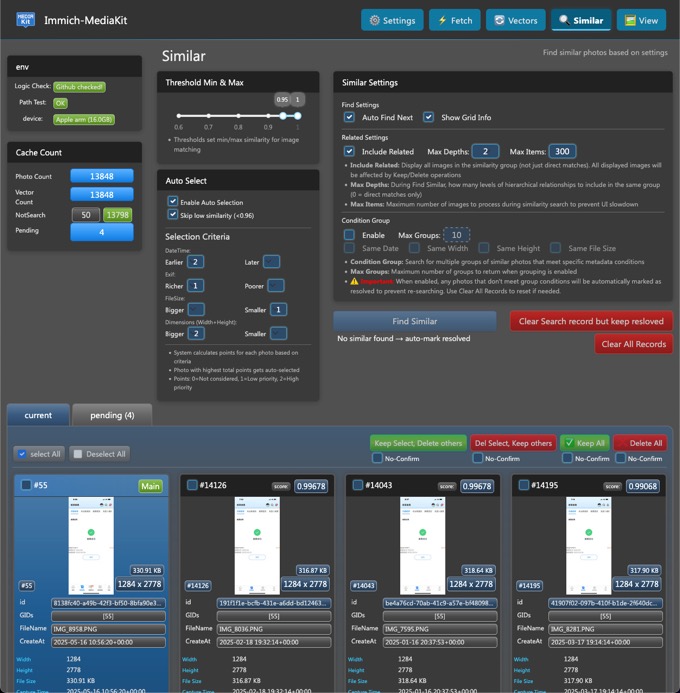 MEDIA Kit
Immich-MediaKit
Settings
Fetch
Vectors
Similar
View
Similar
Find similar photos based on settings
env
Logic Check: Github checked!
Path Test: OK
device: Apple arm (16.0GB)
Cache Count
Photo Count 13848
Vector Count 13848
NotSearch 50 13798
Pending 4
Threshold Min & Max
0.95 1
0.6 0.7 0.8 0.9 1
• Thresholds set min/max similarity for image
matching
Auto Select
Enable Auto Selection
Skip low similarity (<0.96)
Selection Criteria
DateTime:
Earlier 2 Later
Exif:
Richer 1 Poorer
FileSize:
Bigger Smaller 1
Dimensions (Width+Height):
Bigger 2 Smaller
• System calculates points for each photo based on
criteria
• Photo with highest total points gets auto-selected
• Points: 0=Not considered, 1=Low priority, 2=High
priority
Similar Settings
Find Settings
Auto Find Next Show Grid Info
Related Settings
Include Related Max Depths: 2 Max Items: 300
• Include Related: Display all images in the similarity group (not just direct matches). All displayed images will
be affected by Keep/Delete operations
• Max Depths: During Find Similar, how many levels of hierarchical relationships to include in the same group
(0 = direct matches only)
• Max Items: Maximum number of images to process during similarity search to prevent UI slowdown
Condition Group
Enable Max Groups: 10
Same Date Same Width Same Height Same File Size
• Condition Group: Search for multiple groups of similar photos that meet specific metadata conditions
• Max Groups: Maximum number of groups to return when grouping is enabled
• Important: When enabled, any photos that don't meet group conditions will be automatically marked as
resolved to prevent re-searching. Use Clear All Records to reset if needed.
Find Similar
No similar found → auto-mark resolved
Clear Search record but keep resloved
Clear All Records
current
pending (4)
select All
Deselect All
Keep Select, Delete others
Del Select, Keep others
Keep All
Delete All
No-Confirm
No-Confirm
No-Confirm
No-Confirm
#55 Main
330.91 KB
#55 1284 x 2778
id 8138fc40-a49b-42f3-bf50-8bfa90e3...
GIDs [55]
FileName IMG_8958.PNG
CreateAt 2025-05-16 10:56:20+00:00
Width 1284
Height 2778
File Size 330.91 KB
Capture Time 2025-05-16 10:56:20+00:00
#14126 score: 0.99678
316.87 KB
#14126 1284 x 2778
id 191f1f1e-bcfb-431e-a6dd-bd12463...
GIDs [55]
FileName IMG_8036.PNG
CreateAt 2025-02-18 19:32:14+00:00
Width 1284
Height 2778
File Size 316.87 KB
Capture Time 2025-02-18 19:32:14+00:00
#14043 score: 0.99678
318.64 KB
#14043 1284 x 2778
id be4a76cd-70ab-41c9-a57e-bf48098...
GIDs [55]
FileName IMG_7595.PNG
CreateAt 2025-01-16 20:37:53+00:00
Width 1284
Height 2778
File Size 318.64 KB
Capture Time 2025-01-16 20:37:53+00:00
#14195 score: 0.99068
317.90 KB
#14195 1284 x 2778
id 41907f02-097b-410f-b1de-2f640dc...
GIDs [55]
FileName IMG_8281.PNG
CreateAt 2025-03-17 19:14:14+00:00
Width 1284
Height 2778
File Size 317.90 KB
Capture Time 2025-03-17 19:14:14+00:00